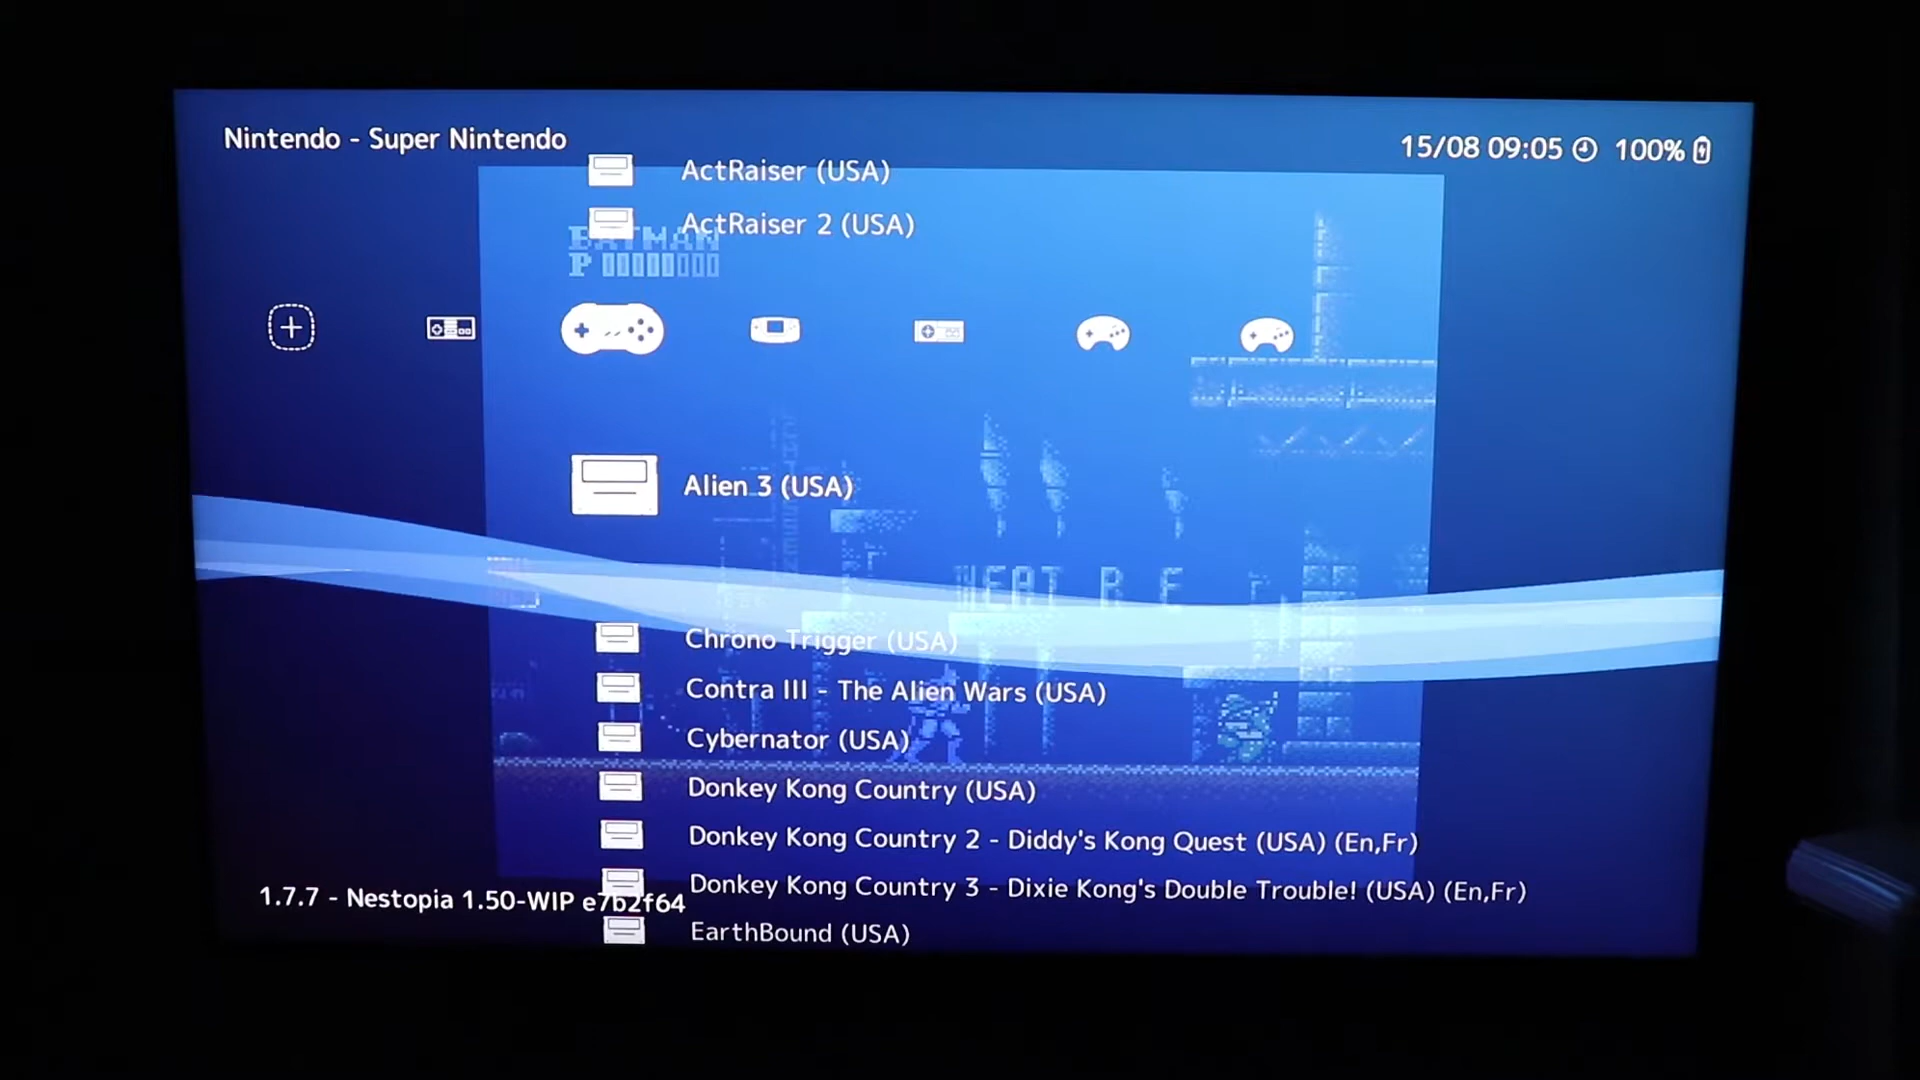 Nintendo - Super Nintendo
15/08 09:05 100%
ActRaiser (USA)
ActRaiser 2 (USA)
BATMAN
P 00000000
Alien 3 (USA)
Chrono Trigger (USA)
Contra III - The Alien Wars (USA)
Cybernator (USA)
Donkey Kong Country (USA)
Donkey Kong Country 2 - Diddy's Kong Quest (USA) (En,Fr)
Donkey Kong Country 3 - Dixie Kong's Double Trouble! (USA) (En,Fr)
1.7.7 - Nestopia 1.50-WIP e7b2f64
EarthBound (USA)